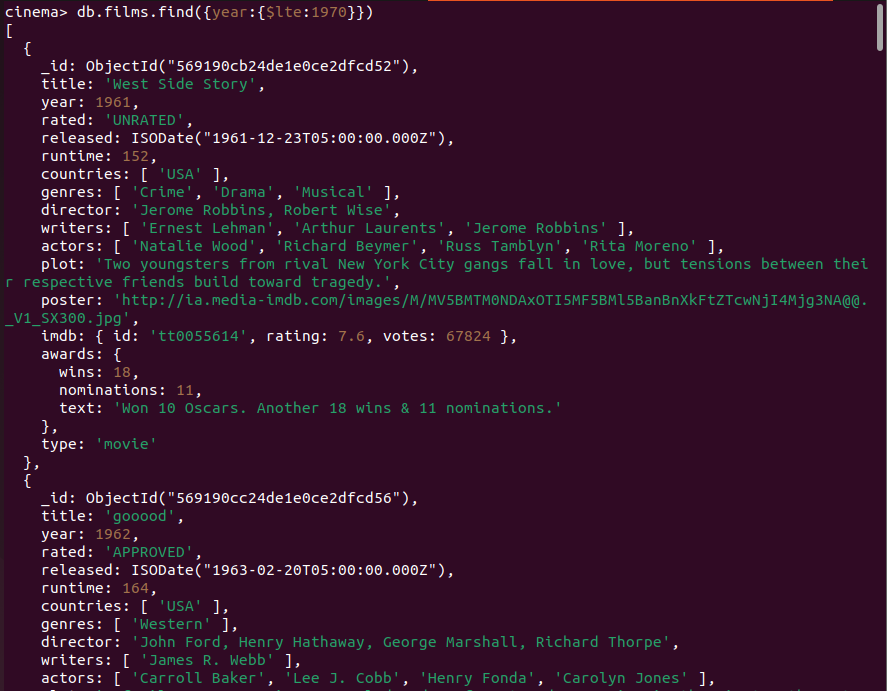 cinema> db.films.find({year:{$lte:1970}})
[
  {
    _id: ObjectId("569190cb24de1e0ce2dfcd52"),
    title: 'West Side Story',
    year: 1961,
    rated: 'UNRATED',
    released: ISODate("1961-12-23T05:00:00.000Z"),
    runtime: 152,
    countries: [ 'USA' ],
    genres: [ 'Crime', 'Drama', 'Musical' ],
    director: 'Jerome Robbins, Robert Wise',
    writers: [ 'Ernest Lehman', 'Arthur Laurents', 'Jerome Robbins' ],
    actors: [ 'Natalie Wood', 'Richard Beymer', 'Russ Tamblyn', 'Rita Moreno' ],
    plot: 'Two youngsters from rival New York City gangs fall in love, but tensions between thei
r respective friends build toward tragedy.',
    poster: 'http://ia.media-imdb.com/images/M/MV5BMTM0NDAxOTI5MF5BMl5BanBnXkFtZTcwNjI4Mjg3NA@@.
_V1_SX300.jpg',
    imdb: { id: 'tt0055614', rating: 7.6, votes: 67824 },
    awards: {
      wins: 18,
      nominations: 11,
      text: 'Won 10 Oscars. Another 18 wins & 11 nominations.'
    },
    type: 'movie'
  },
  {
    _id: ObjectId("569190cc24de1e0ce2dfcd56"),
    title: 'gooood',
    year: 1962,
    rated: 'APPROVED',
    released: ISODate("1963-02-20T05:00:00.000Z"),
    runtime: 164,
    countries: [ 'USA' ],
    genres: [ 'Western' ],
    director: 'John Ford, Henry Hathaway, George Marshall, Richard Thorpe',
    writers: [ 'James R. Webb' ],
    actors: [ 'Carroll Baker', 'Lee J. Cobb', 'Henry Fonda', 'Carolyn Jones' ],